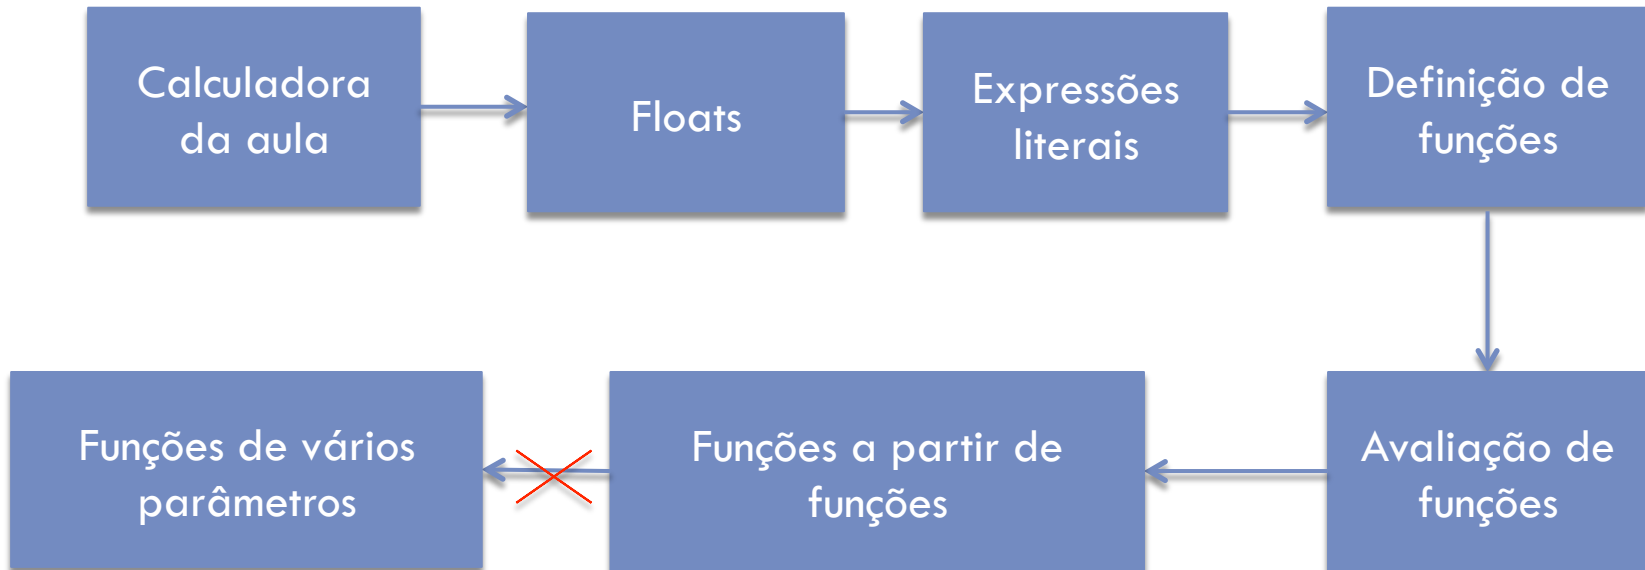 Calculadora
da aula
Floats
Expressões
literais
Definição de
funções
Funções de vários
parâmetros
Funções a partir de
funções
Avaliação de
funções